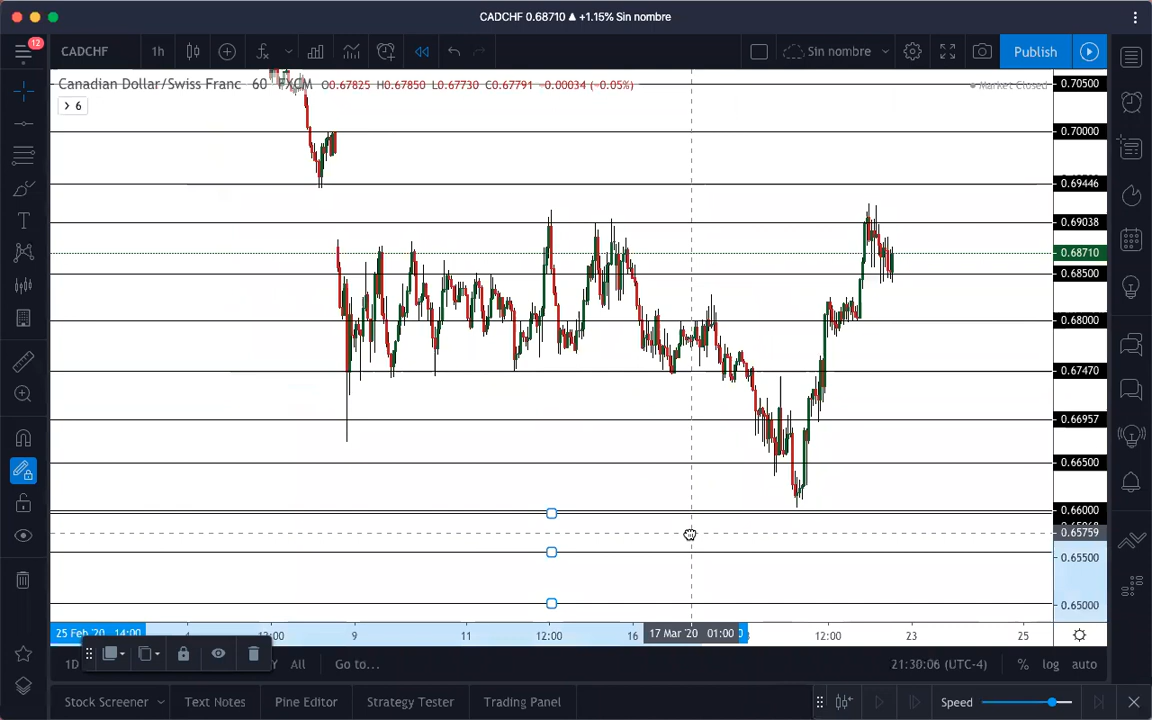 CADCHF 0.68710 ▲ +1.15% Sin nombre
12
CADCHF 1h Sin nombre Publish
Canadian Dollar/Swiss Franc 60 FXCM O0.67825 H0.67850 L0.67730 C0.67791 −0.00034 (−0.05%)
Market Closed
> 6
0.70500
0.70000
0.69446
0.69038
0.68710
0.68500
0.68000
0.67470
0.66957
0.66500
0.66000
0.65759
0.65500
0.65000
25 Feb '20 14:00 9 11 12:00 16 17 Mar '20 01:00 12:00 23 25
1D All Go to... 21:30:06 (UTC-4) % log auto
Stock Screener Text Notes Pine Editor Strategy Tester Trading Panel Speed